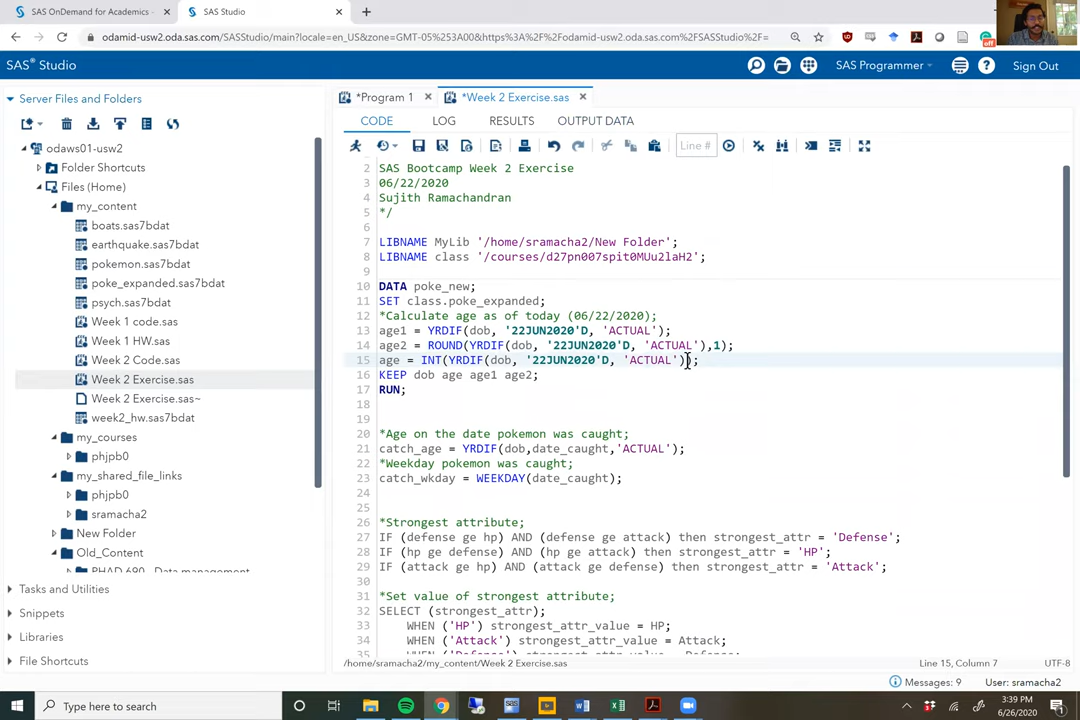 SAS OnDemand for Academics -
SAS Studio
odamid-usw2.oda.sas.com/SASStudio/main?locale=en_US&zone=GMT-05%253A00&https%3A%2F%2Fodamid-usw2.oda.sas.com%2FSASStudio%2F=
off
SAS® Studio
SAS Programmer
Sign Out
Server Files and Folders
odaws01-usw2
Folder Shortcuts
Files (Home)
my_content
boats.sas7bdat
earthquake.sas7bdat
pokemon.sas7bdat
poke_expanded.sas7bdat
psych.sas7bdat
Week 1 code.sas
Week 1 HW.sas
Week 2 Code.sas
Week 2 Exercise.sas
Week 2 Exercise.sas~
week2_hw.sas7bdat
my_courses
phjpb0
my_shared_file_links
phjpb0
sramacha2
New Folder
Old_Content
PHAD 690 - Data management
Tasks and Utilities
Snippets
Libraries
File Shortcuts
*Program 1
*Week 2 Exercise.sas
CODE LOG RESULTS OUTPUT DATA
Line #
2 SAS Bootcamp Week 2 Exercise
3 06/22/2020
4 Sujith Ramachandran
5 */
6
7 LIBNAME MyLib '/home/sramacha2/New Folder';
8 LIBNAME class '/courses/d27pn007spit0MUu2laH2';
9
10 DATA poke_new;
11 SET class.poke_expanded;
12 *Calculate age as of today (06/22/2020);
13 age1 = YRDIF(dob, '22JUN2020'D, 'ACTUAL');
14 age2 = ROUND(YRDIF(dob, '22JUN2020'D, 'ACTUAL'),1);
15 age = INT(YRDIF(dob, '22JUN2020'D, 'ACTUAL'));
16 KEEP dob age age1 age2;
17 RUN;
18
19
20 *Age on the date pokemon was caught;
21 catch_age = YRDIF(dob,date_caught,'ACTUAL');
22 *Weekday pokemon was caught;
23 catch_wkday = WEEKDAY(date_caught);
24
25
26 *Strongest attribute;
27 IF (defense ge hp) AND (defense ge attack) then strongest_attr = 'Defense';
28 IF (hp ge defense) AND (hp ge attack) then strongest_attr = 'HP';
29 IF (attack ge hp) AND (attack ge defense) then strongest_attr = 'Attack';
30
31 *Set value of strongest attribute;
32 SELECT (strongest_attr);
33 WHEN ('HP') strongest_attr_value = HP;
34 WHEN ('Attack') strongest_attr_value = Attack;
35 WHEN ('Defense') strongest_attr_value = Defense;
/home/sramacha2/my_content/Week 2 Exercise.sas
Line 15, Column 7
UTF-8
Messages: 9
User: sramacha2
Type here to search
3:39 PM
6/26/2020